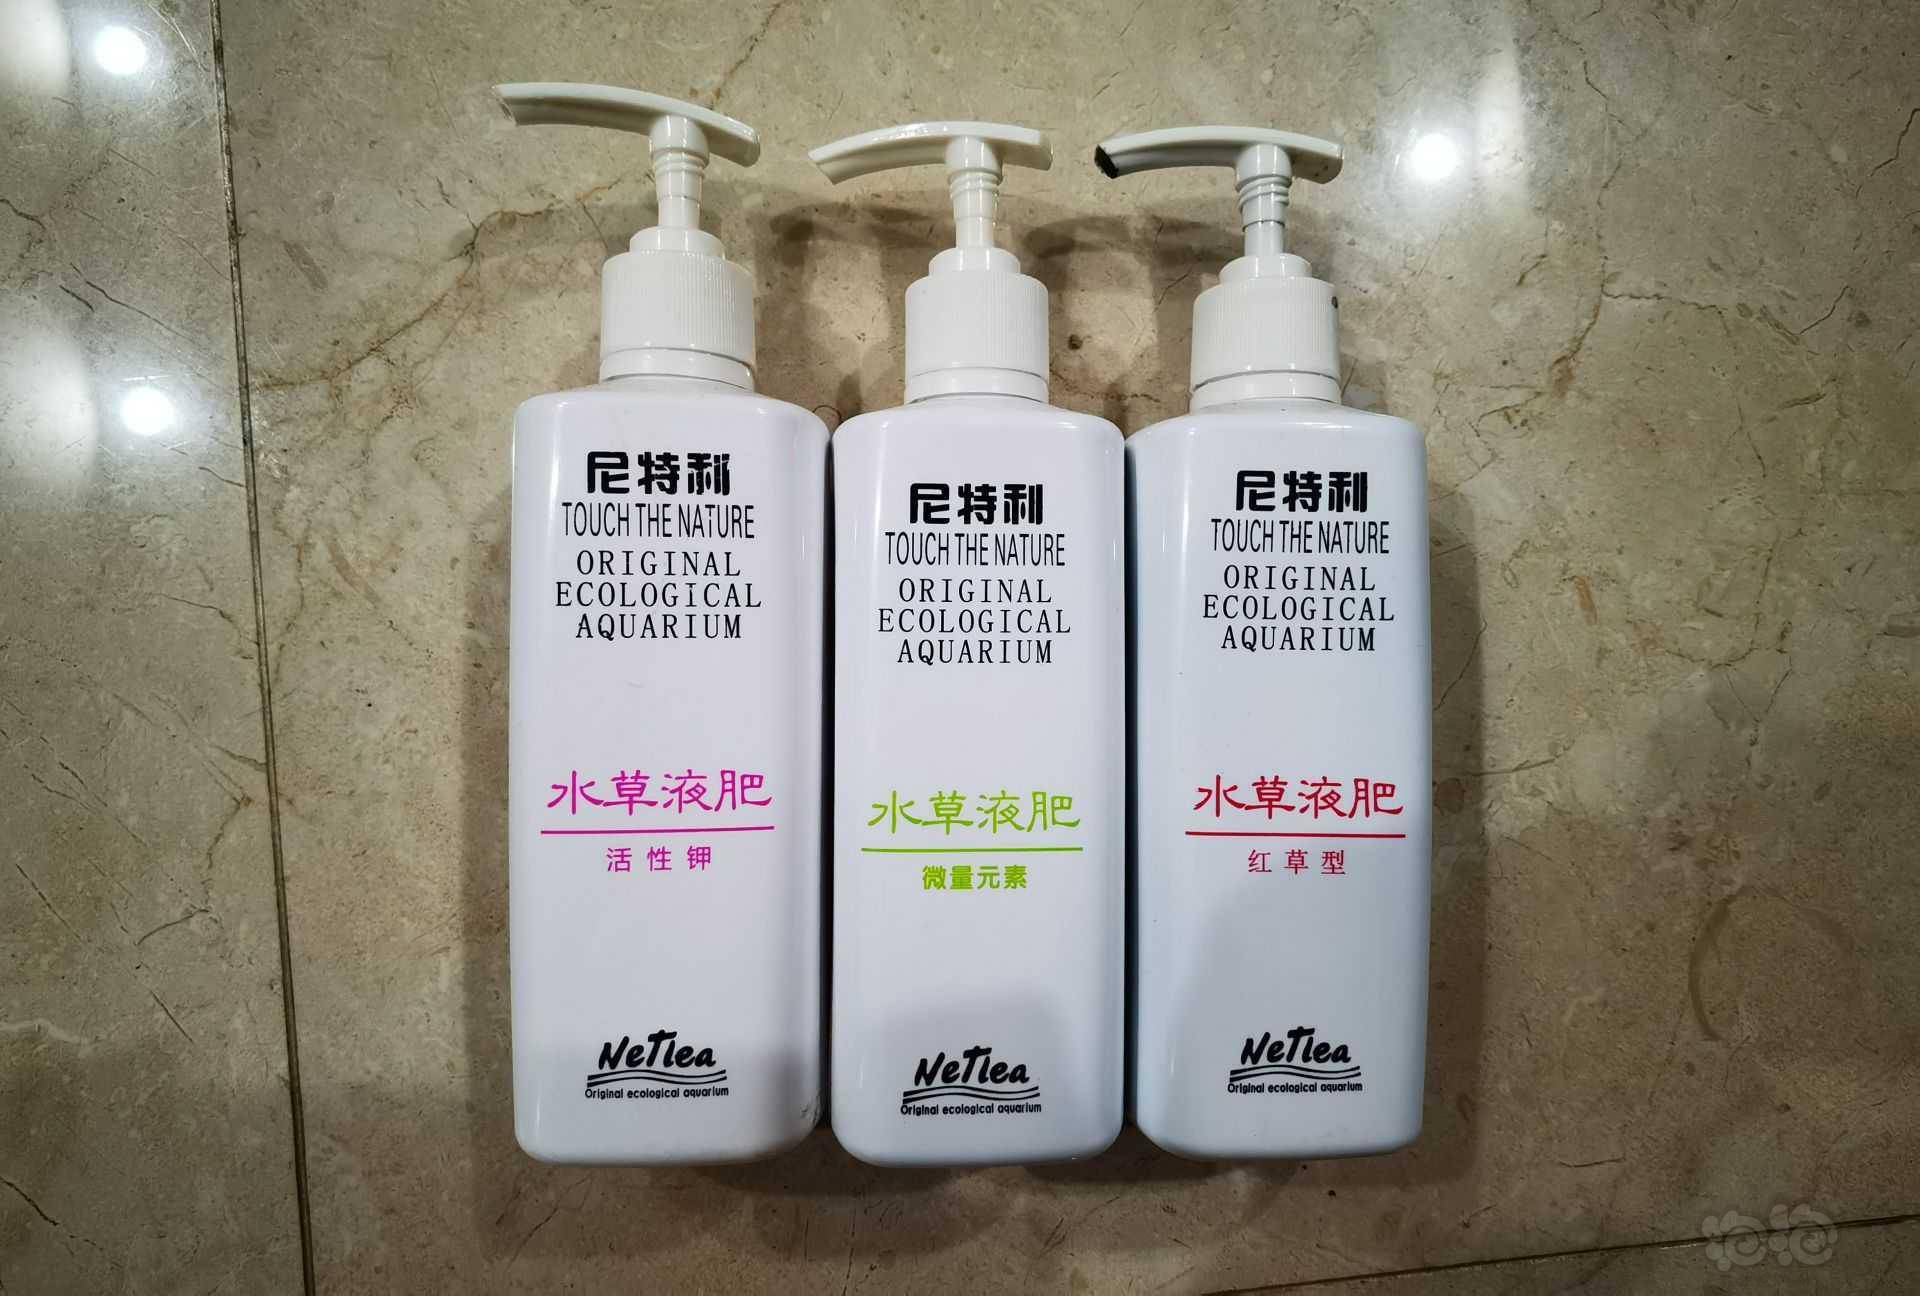 尼特利
TOUCH THE NATURE
ORIGINAL
ECOLOGICAL
AQUARIUM
水草液肥
活性钾
NeTlea
Original ecological aquarium
尼特利
TOUCH THE NATURE
ORIGINAL
ECOLOGICAL
AQUARIUM
水草液肥
微量元素
NeTlea
Original ecological aquarium
尼特利
TOUCH THE NATURE
ORIGINAL
ECOLOGICAL
AQUARIUM
水草液肥
红草型
NeTlea
Original ecological aquarium
泡泡